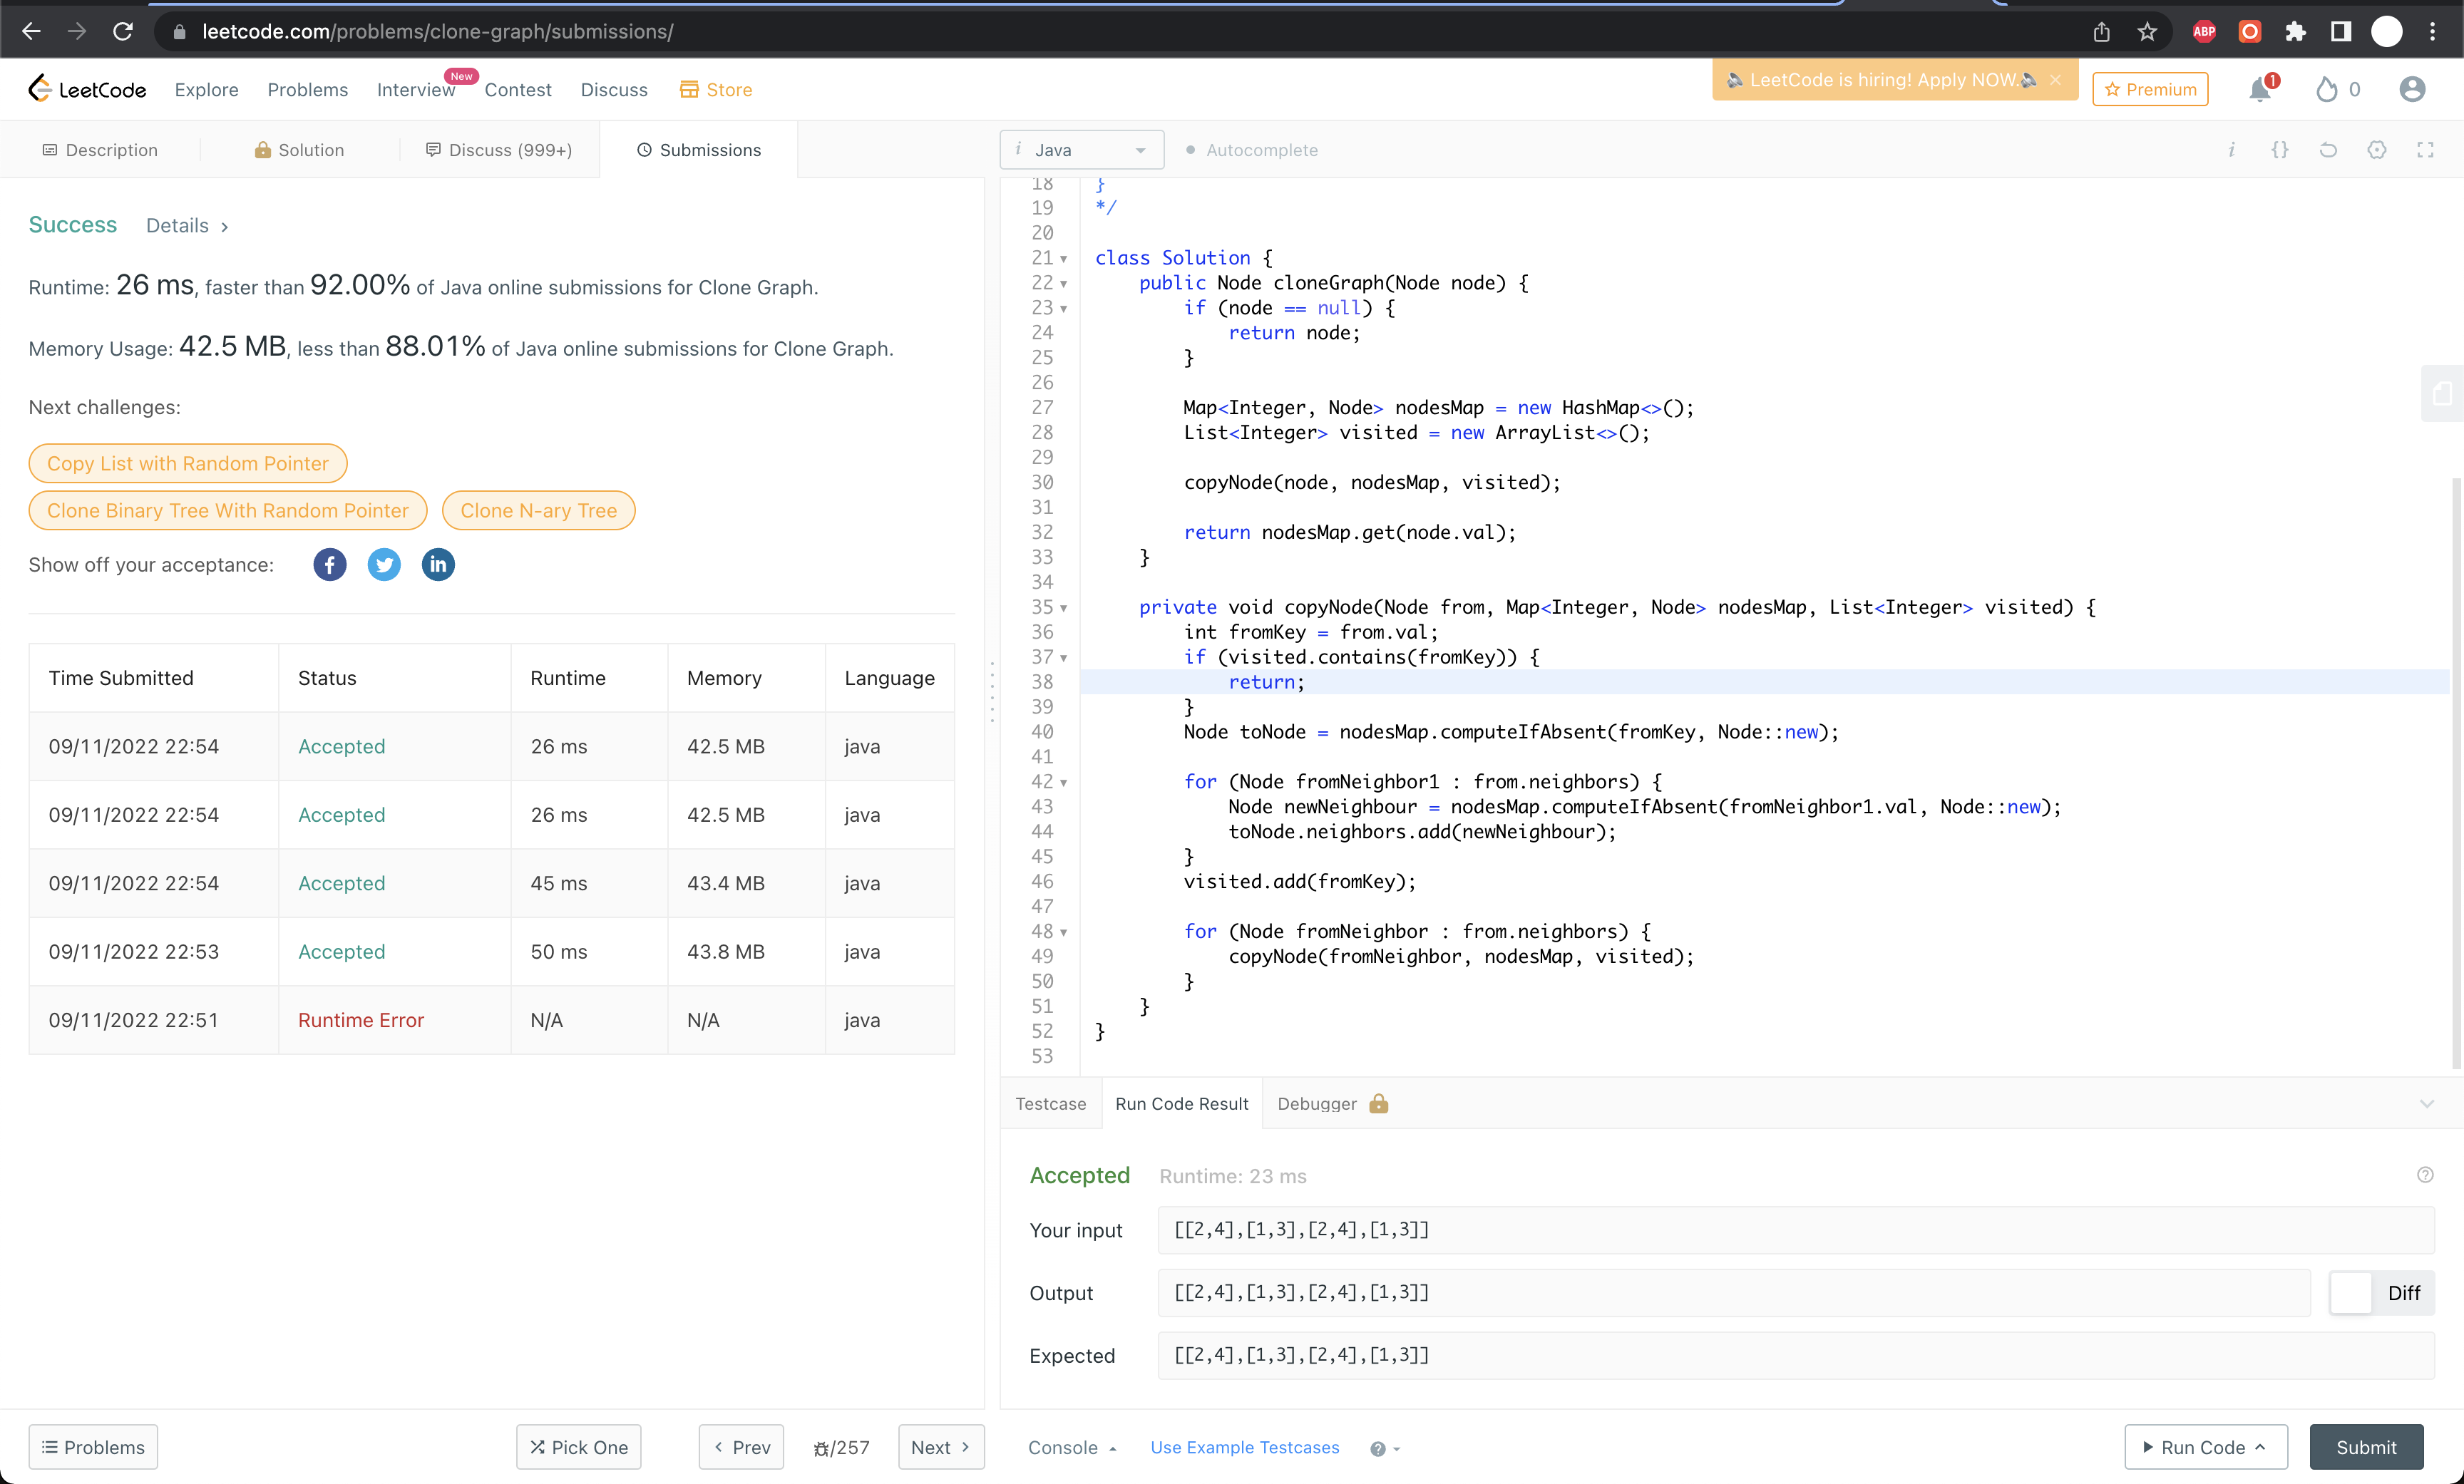 leetcode.com/problems/clone-graph/submissions/
ABP
LeetCode
Explore
Problems
Interview
New
Contest
Discuss
Store
LeetCode is hiring! Apply NOW.
Premium
1
0
Description
Solution
Discuss (999+)
Submissions
i Java
Autocomplete
i
{}
Success
Details
Runtime: 26 ms, faster than 92.00% of Java online submissions for Clone Graph.
Memory Usage: 42.5 MB, less than 88.01% of Java online submissions for Clone Graph.
Next challenges:
Copy List with Random Pointer
Clone Binary Tree With Random Pointer
Clone N-ary Tree
Show off your acceptance:
Time Submitted Status Runtime Memory Language
09/11/2022 22:54 Accepted 26 ms 42.5 MB java
09/11/2022 22:54 Accepted 26 ms 42.5 MB java
09/11/2022 22:54 Accepted 45 ms 43.4 MB java
09/11/2022 22:53 Accepted 50 ms 43.8 MB java
09/11/2022 22:51 Runtime Error N/A N/A java
18 }
19 */
20
21 class Solution {
22 public Node cloneGraph(Node node) {
23 if (node == null) {
24 return node;
25 }
26
27 Map<Integer, Node> nodesMap = new HashMap<>();
28 List<Integer> visited = new ArrayList<>();
29
30 copyNode(node, nodesMap, visited);
31
32 return nodesMap.get(node.val);
33 }
34
35 private void copyNode(Node from, Map<Integer, Node> nodesMap, List<Integer> visited) {
36 int fromKey = from.val;
37 if (visited.contains(fromKey)) {
38 return;
39 }
40 Node toNode = nodesMap.computeIfAbsent(fromKey, Node::new);
41
42 for (Node fromNeighbor1 : from.neighbors) {
43 Node newNeighbour = nodesMap.computeIfAbsent(fromNeighbor1.val, Node::new);
44 toNode.neighbors.add(newNeighbour);
45 }
46 visited.add(fromKey);
47
48 for (Node fromNeighbor : from.neighbors) {
49 copyNode(fromNeighbor, nodesMap, visited);
50 }
51 }
52 }
53
Testcase
Run Code Result
Debugger
Accepted
Runtime: 23 ms
Your input [[2,4],[1,3],[2,4],[1,3]]
Output [[2,4],[1,3],[2,4],[1,3]]
Diff
Expected [[2,4],[1,3],[2,4],[1,3]]
Problems
Pick One
Prev
/257
Next
Console
Use Example Testcases
Run Code
Submit